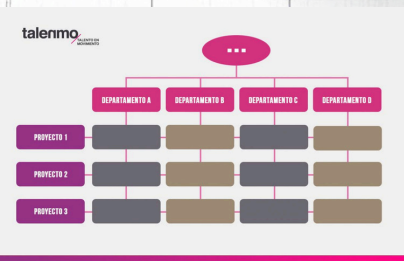 talenmo
TALENTO EN
MOVIMIENTO
DEPARTAMENTO A
DEPARTAMENTO B
DEPARTAMENTO C
DEPARTAMENTO D
PROYECTO 1
PROYECTO 2
PROYECTO 3